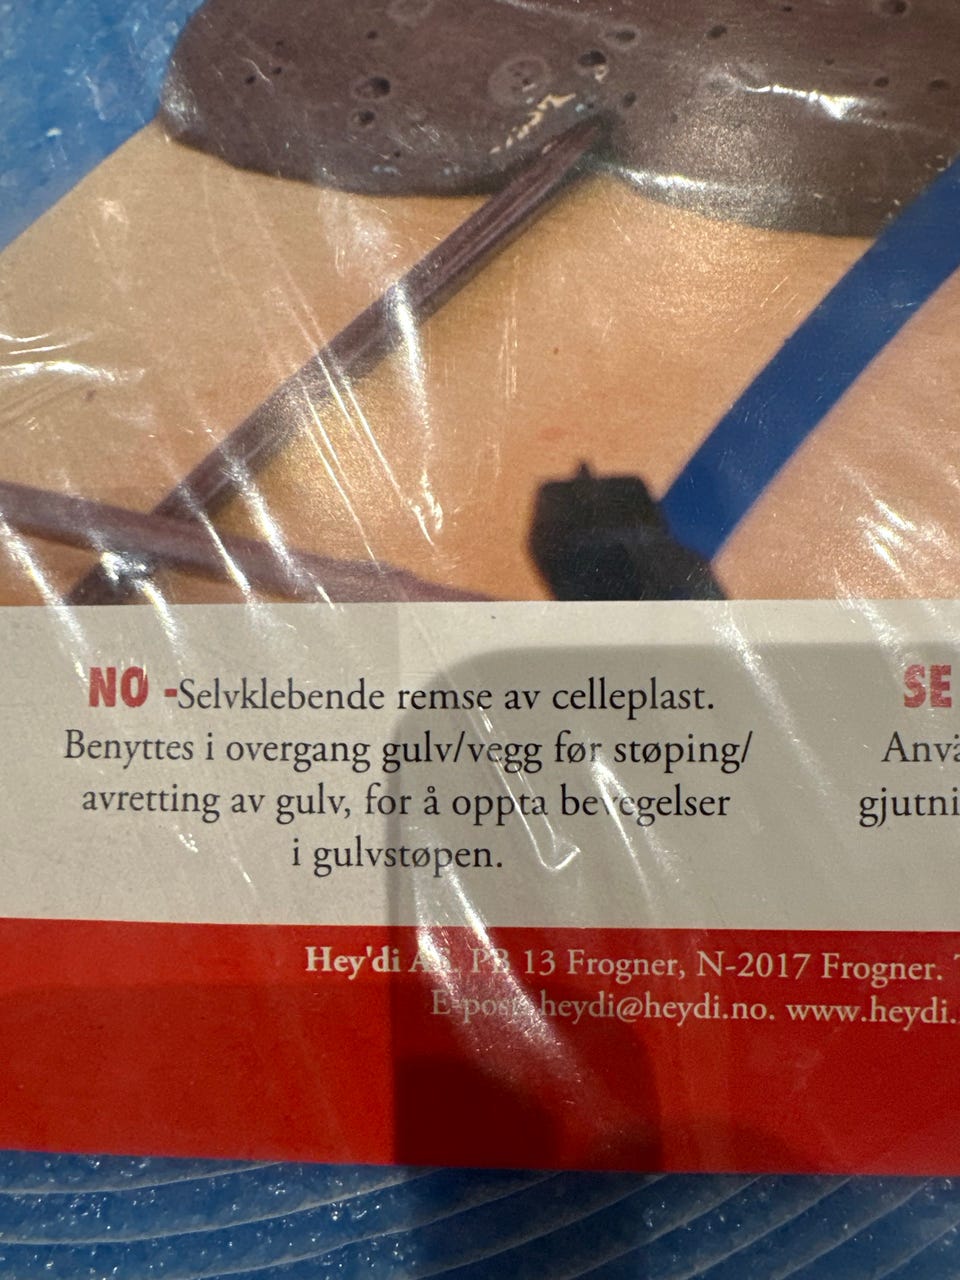 NO -Selvklebende remse av celleplast.
Benyttes i overgang gulv/vegg før støping/
avretting av gulv, for å oppta bevegelser
i gulvstøpen.
SE
Anvä
gjutni
Hey'di AS, PB 13 Frogner, N-2017 Frogner. T
E-post: heydi@heydi.no. www.heydi.